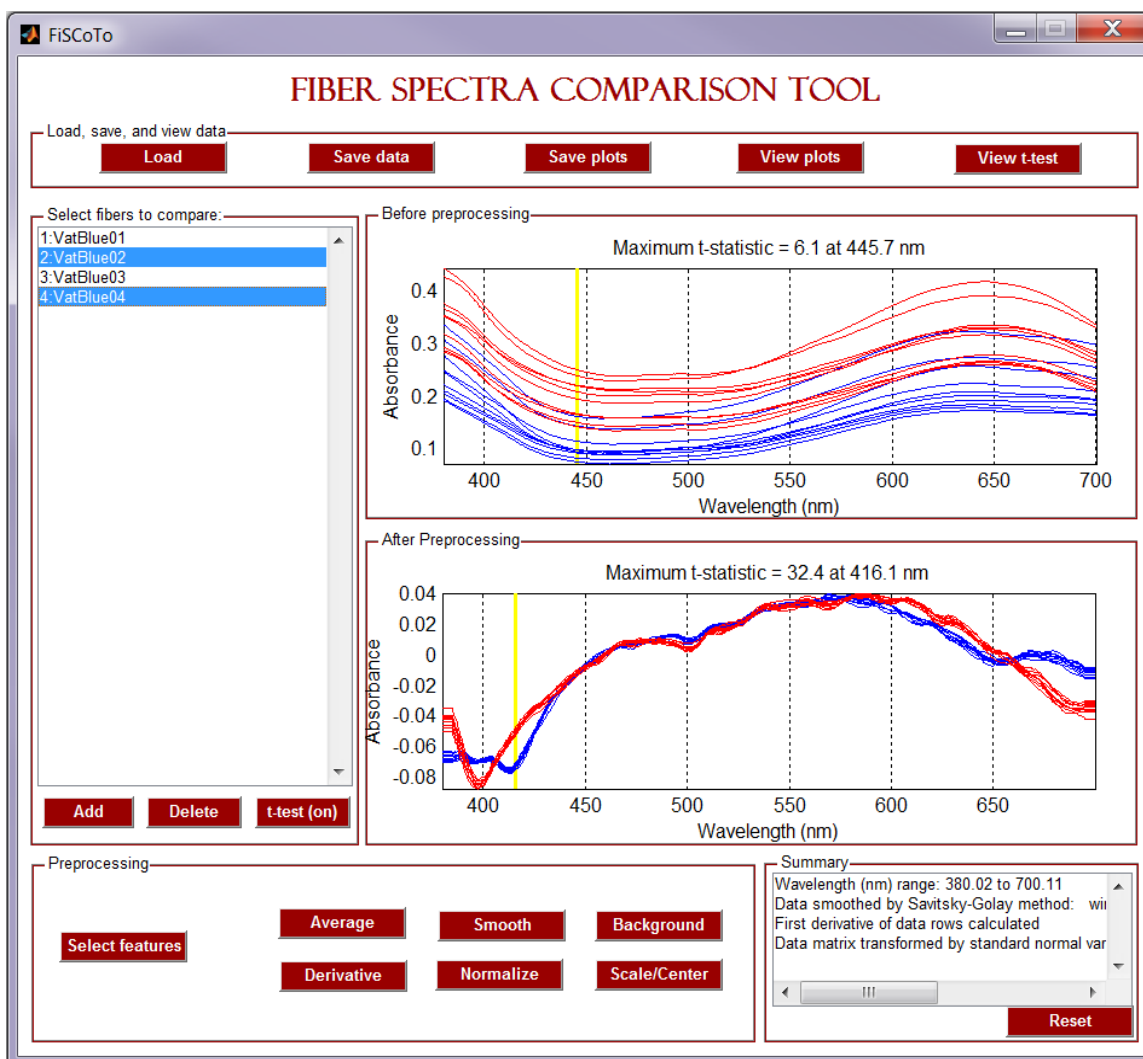 FiSCoTo
FIBER SPECTRA COMPARISON TOOL
Load, save, and view data
Load Save data Save plots View plots View t-test
Select fibers to compare:
1:VatBlue01
2:VatBlue02
3:VatBlue03
4:VatBlue04
Add Delete t-test (on)
Before preprocessing
Maximum t-statistic = 6.1 at 445.7 nm
Absorbance
0.4
0.3
0.2
0.1
400 450 500 550 600 650 700
Wavelength (nm)
After Preprocessing
Maximum t-statistic = 32.4 at 416.1 nm
Absorbance
0.04
0.02
0
-0.02
-0.04
-0.06
-0.08
400 450 500 550 600 650
Wavelength (nm)
Preprocessing
Select features
Average Smooth Background
Derivative Normalize Scale/Center
Summary
Wavelength (nm) range: 380.02 to 700.11
Data smoothed by Savitsky-Golay method:
First derivative of data rows calculated
Data matrix transformed by standard normal var
Reset